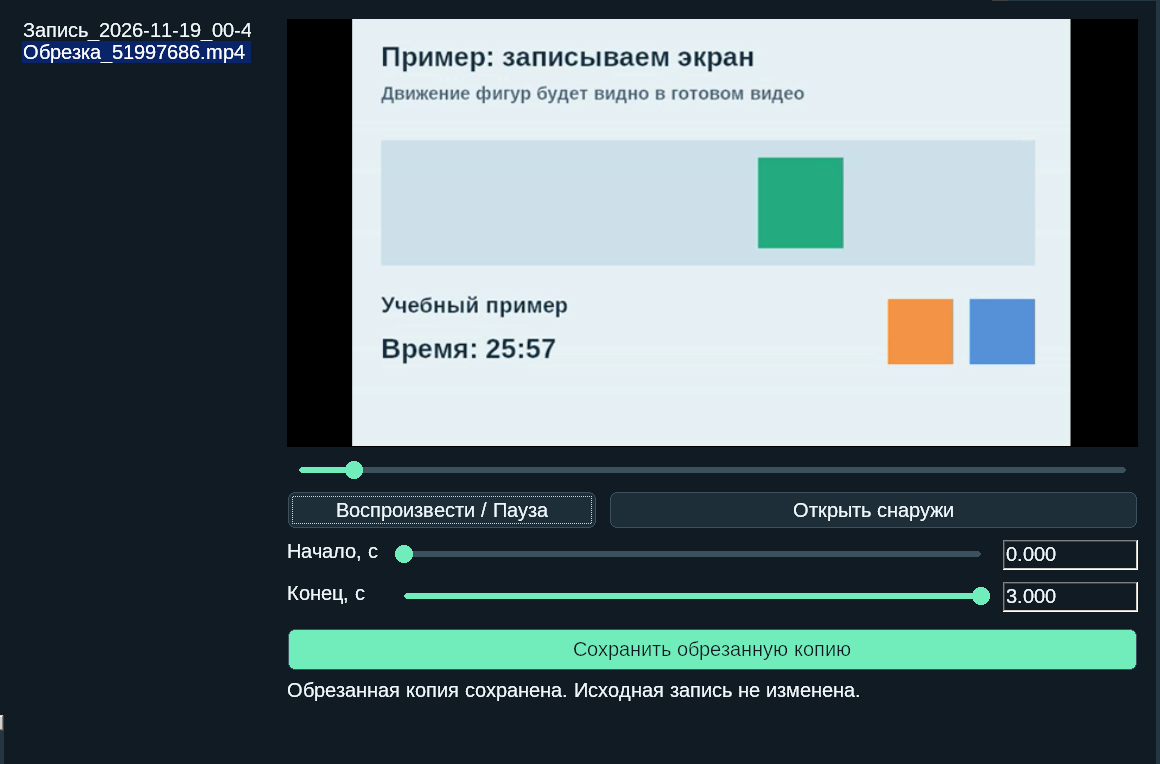 Запись_2026-11-19_00-4
Обрезка_51997686.mp4
Пример: записываем экран
Движение фигур будет видно в готовом видео
Учебный пример
Время: 25:57
Воспроизвести / Пауза
Открыть снаружи
Начало, с
0.000
Конец, с
3.000
Сохранить обрезанную копию
Обрезанная копия сохранена. Исходная запись не изменена.